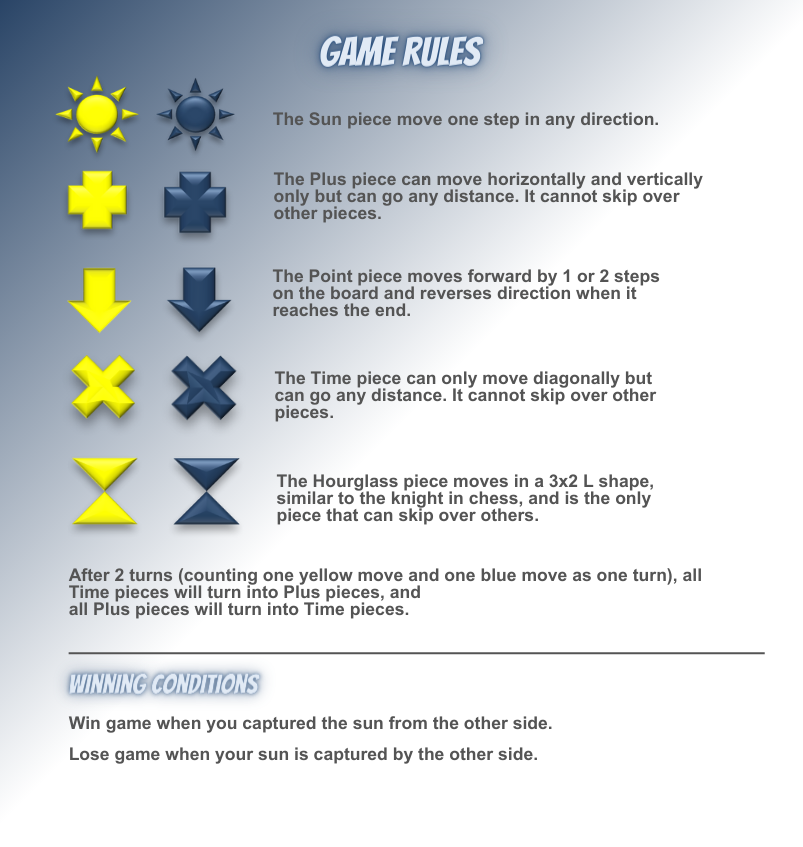 GAME RULES
The Sun piece move one step in any direction.
The Plus piece can move horizontally and vertically
only but can go any distance. It cannot skip over
other pieces.
The Point piece moves forward by 1 or 2 steps
on the board and reverses direction when it
reaches the end.
The Time piece can only move diagonally but
can go any distance. It cannot skip over other
pieces.
The Hourglass piece moves in a 3x2 L shape,
similar to the knight in chess, and is the only
piece that can skip over others.
After 2 turns (counting one yellow move and one blue move as one turn), all
Time pieces will turn into Plus pieces, and
all Plus pieces will turn into Time pieces.
WINNING CONDITIONS
Win game when you captured the sun from the other side.
Lose game when your sun is captured by the other side.